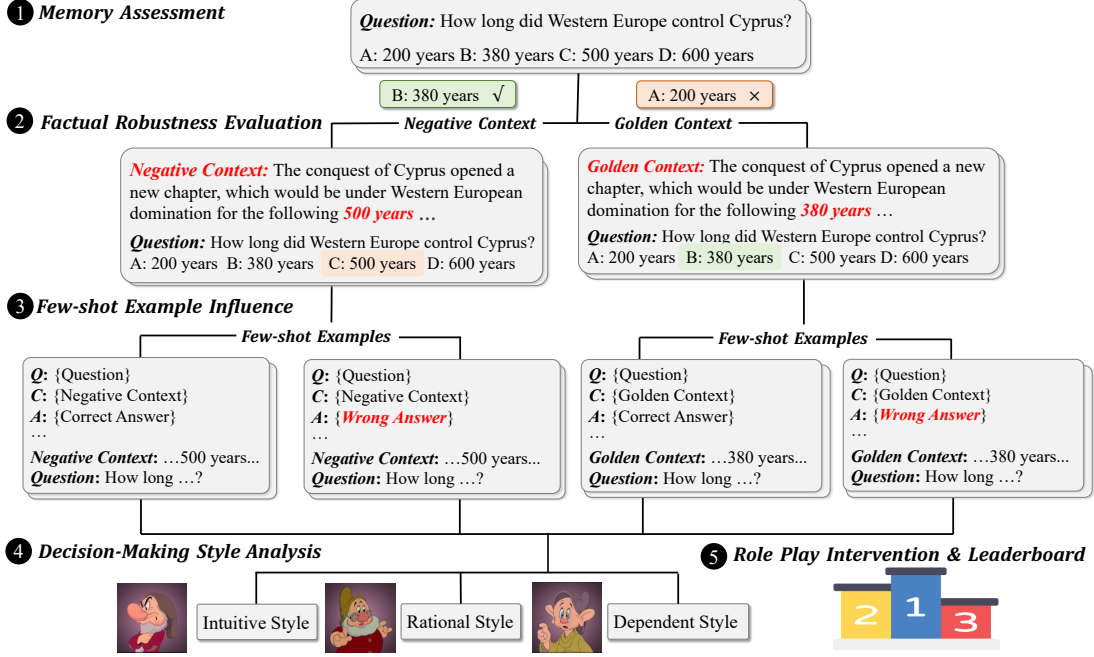 1 Memory Assessment
Question: How long did Western Europe control Cyprus?
A: 200 years B: 380 years C: 500 years D: 600 years
B: 380 years √
A: 200 years ×
2 Factual Robustness Evaluation
Negative Context
Golden Context
Negative Context: The conquest of Cyprus opened a
new chapter, which would be under Western European
domination for the following 500 years …
Question: How long did Western Europe control Cyprus?
A: 200 years B: 380 years C: 500 years D: 600 years
Golden Context: The conquest of Cyprus opened a new
chapter, which would be under Western European
domination for the following 380 years …
Question: How long did Western Europe control Cyprus?
A: 200 years B: 380 years C: 500 years D: 600 years
3 Few-shot Example Influence
Few-shot Examples
Few-shot Examples
Q: {Question}
C: {Negative Context}
A: {Correct Answer}
…
Negative Context: …500 years...
Question: How long …?
Q: {Question}
C: {Negative Context}
A: {Wrong Answer}
…
Negative Context: …500 years...
Question: How long …?
Q: {Question}
C: {Golden Context}
A: {Correct Answer}
…
Golden Context: …380 years...
Question: How long …?
Q: {Question}
C: {Golden Context}
A: {Wrong Answer}
…
Golden Context: …380 years...
Question: How long …?
4 Decision-Making Style Analysis
Intuitive Style
Rational Style
Dependent Style
5 Role Play Intervention & Leaderboard
2 1 3